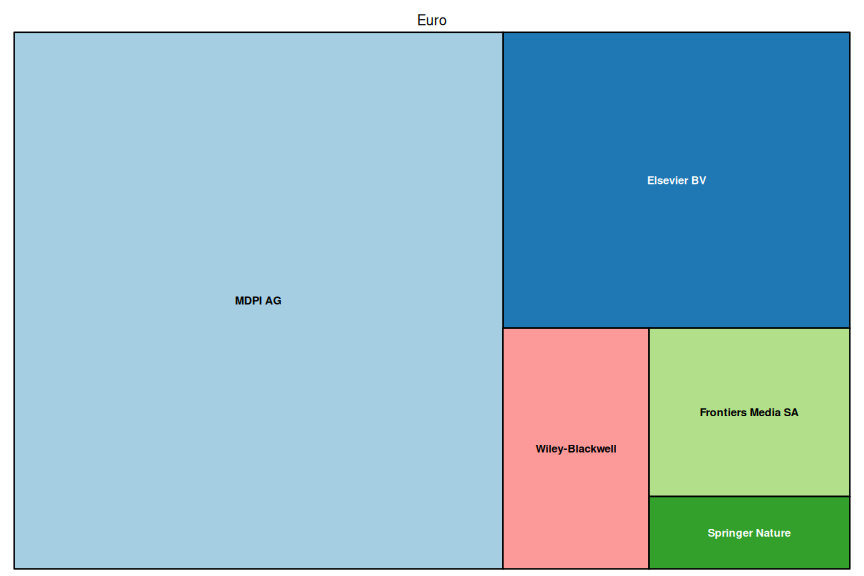 Euro
MDPI AG
Elsevier BV
Wiley-Blackwell
Frontiers Media SA
Springer Nature